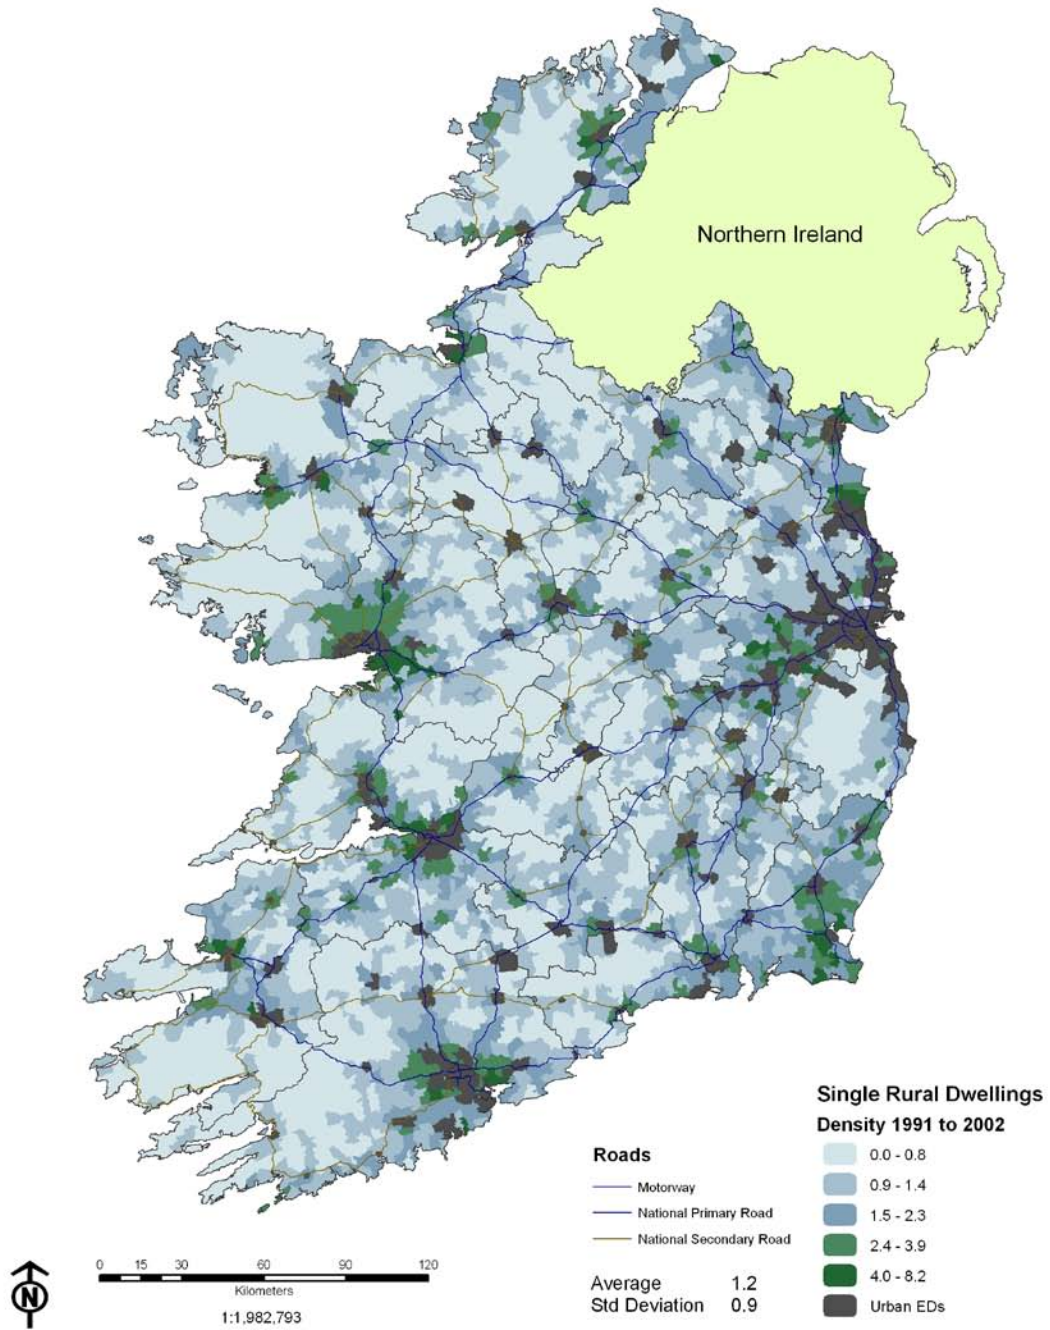 Northern Ireland
Single Rural Dwellings
Density 1991 to 2002
0.0 - 0.8
0.9 - 1.4
1.5 - 2.3
2.4 - 3.9
4.0 - 8.2
Urban EDs
Roads
Motorway
National Primary Road
National Secondary Road
Average 1.2
Std Deviation 0.9
N
0 15 30 60 90 120
Kilometers
1:1,982,793